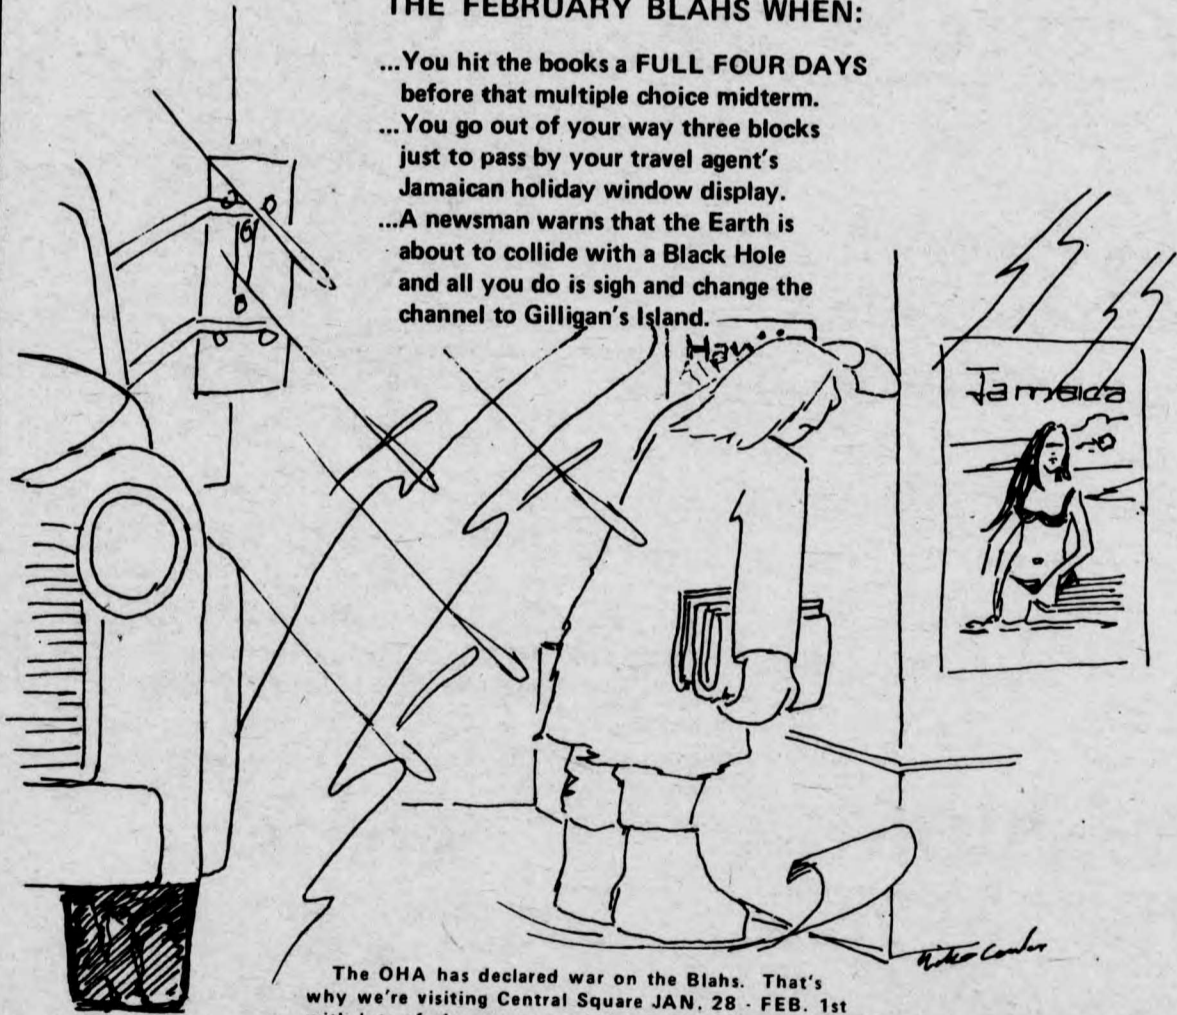 THE FEBRUARY BLAHS WHEN:
...You hit the books a FULL FOUR DAYS
before that multiple choice midterm.
...You go out of your way three blocks
just to pass by your travel agent's
Jamaican holiday window display.
...A newsman warns that the Earth is
about to collide with a Black Hole
and all you do is sigh and change the
channel to Gilligan's Island.
Jamaica
The OHA has declared war on the Blahs. That's
why we're visiting Central Square JAN. 28 - FEB. 1st